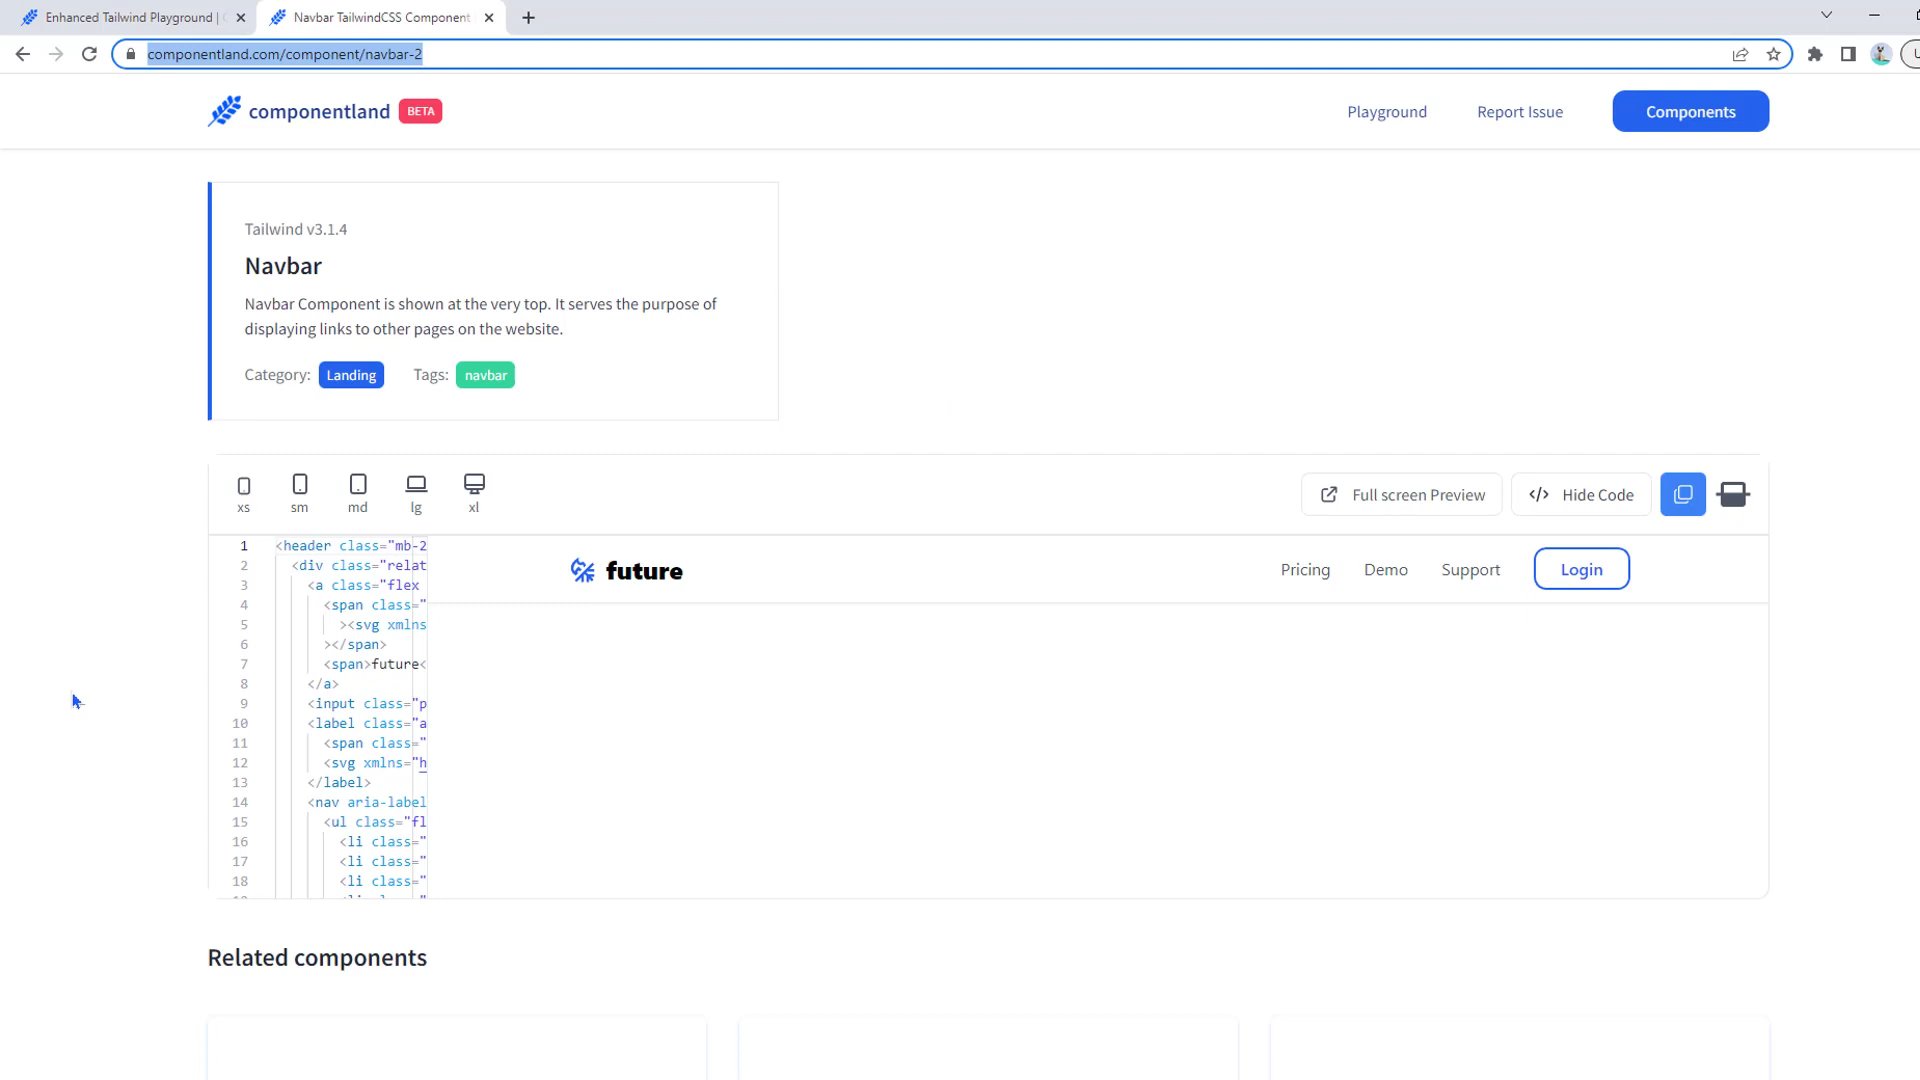 Enhanced Tailwind Playground |
Navbar TailwindCSS Component
componentland.com/component/navbar-2
componentland BETA
Playground
Report Issue
Components
Tailwind v3.1.4
Navbar
Navbar Component is shown at the very top. It serves the purpose of
displaying links to other pages on the website.
Category: Landing Tags: navbar
xs
sm
md
lg
xl
Full screen Preview
</> Hide Code
1 <header class="mb-2
2 <div class="relat
3 <a class="flex
4 <span class="
5 ><svg xmlns
6 ></span>
7 <span>future<
8 </a>
9 <input class="p
10 <label class="a
11 <span class="
12 <svg xmlns="h
13 </label>
14 <nav aria-label
15 <ul class="fl
16 <li class="
17 <li class="
18 <li class="
future
Pricing
Demo
Support
Login
Related components